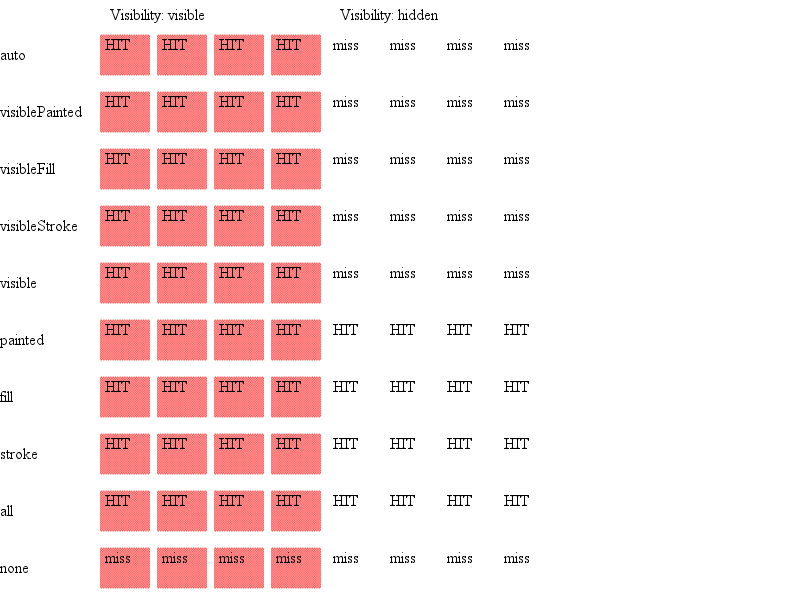 Visibility: visible Visibility: hidden
auto HIT HIT HIT HIT miss miss miss miss
visiblePainted HIT HIT HIT HIT miss miss miss miss
visibleFill HIT HIT HIT HIT miss miss miss miss
visibleStroke HIT HIT HIT HIT miss miss miss miss
visible HIT HIT HIT HIT miss miss miss miss
painted HIT HIT HIT HIT HIT HIT HIT HIT
fill HIT HIT HIT HIT HIT HIT HIT HIT
stroke HIT HIT HIT HIT HIT HIT HIT HIT
all HIT HIT HIT HIT HIT HIT HIT HIT
none miss miss miss miss miss miss miss miss